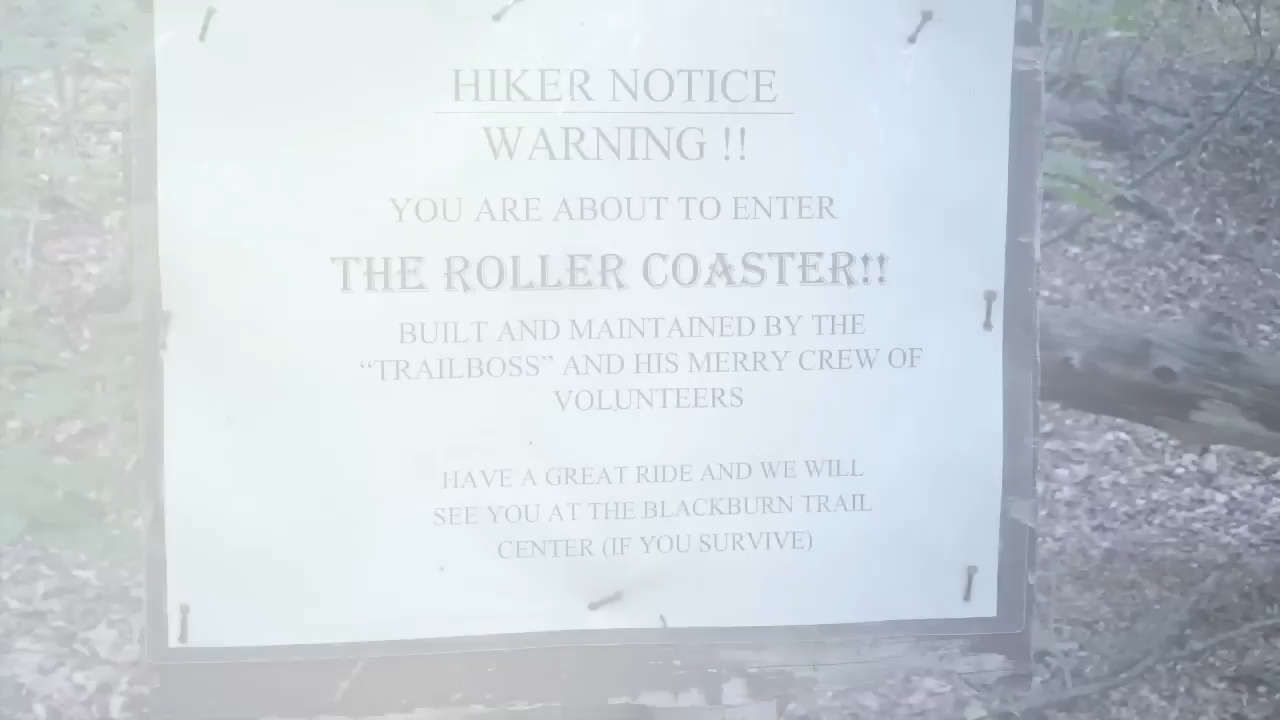 HIKER NOTICE
WARNING !!
YOU ARE ABOUT TO ENTER
THE ROLLER COASTER!!
BUILT AND MAINTAINED BY THE
“TRAILBOSS” AND HIS MERRY CREW OF
VOLUNTEERS
HAVE A GREAT RIDE AND WE WILL
SEE YOU AT THE BLACKBURN TRAIL
CENTER (IF YOU SURVIVE)